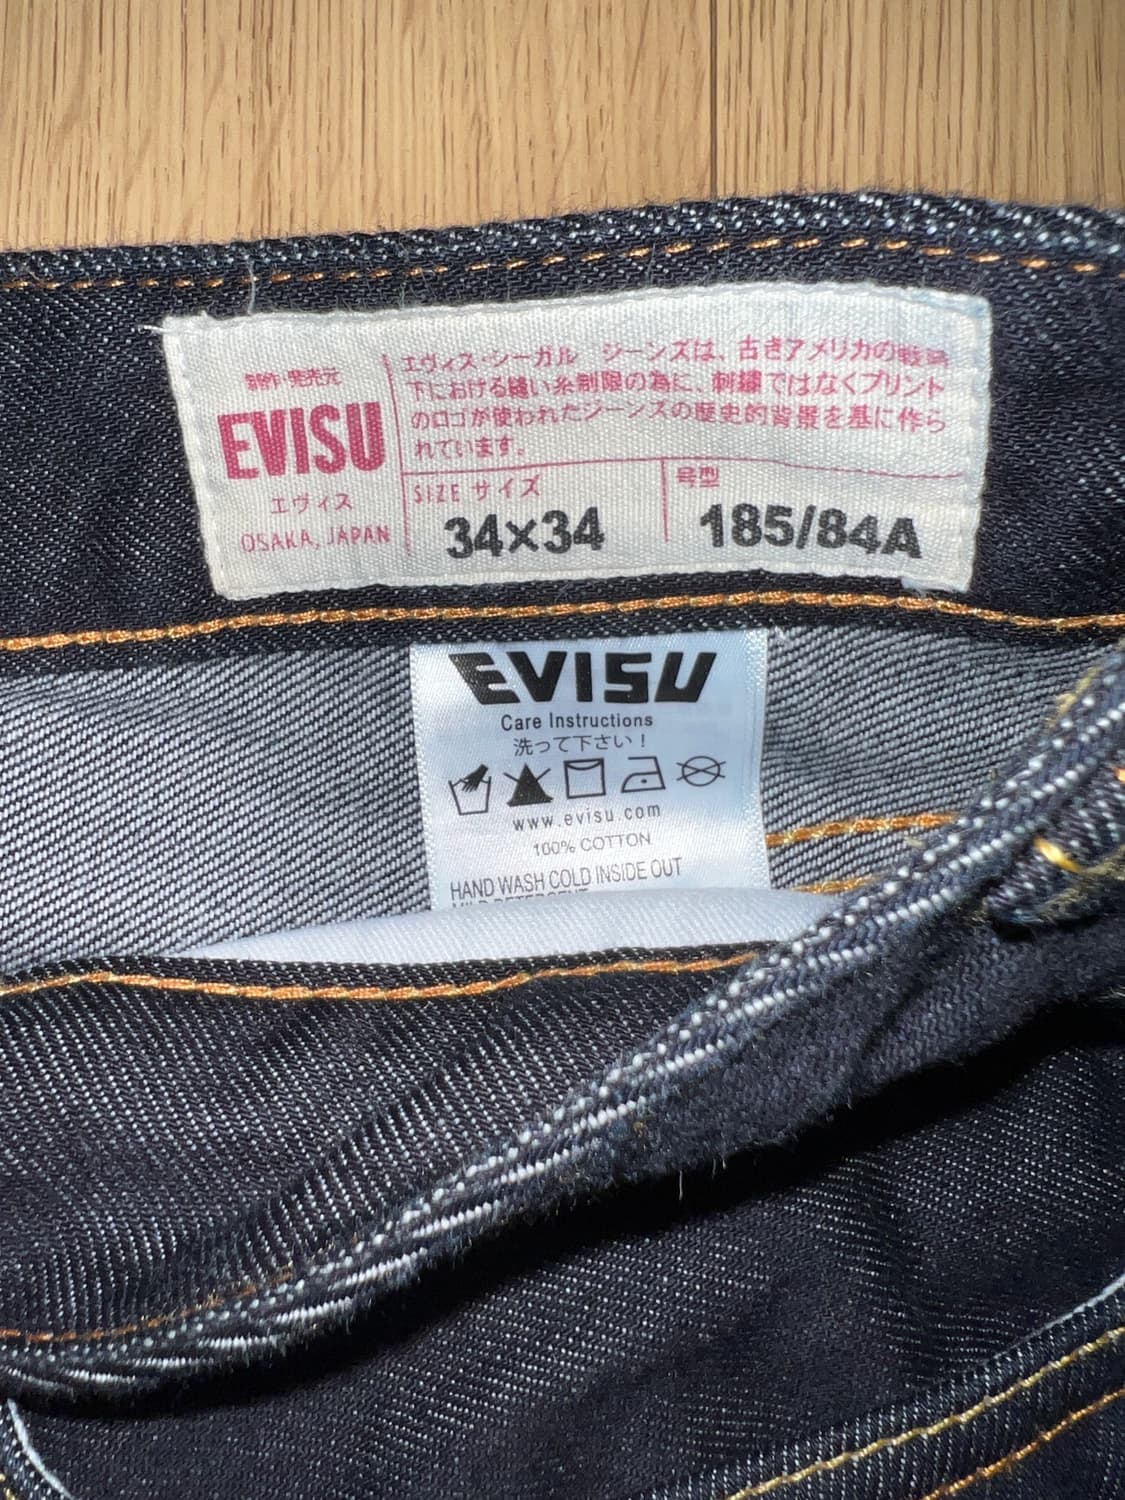 製作・発売元
EVISU
エヴィス
OSAKA, JAPAN
エヴィス・シーガル ジーンズは、古きアメリカの戦時
下における縫い糸制限の為に、刺繍ではなくプリント
のロゴが使われたジーンズの歴史的背景を基に作ら
れています。
SIZE サイズ
34×34
号型
185/84A
EVISU
Care Instructions
洗って下さい!
www.evisu.com
100% COTTON
HAND WASH COLD INSIDE OUT
MILD DETERGENT